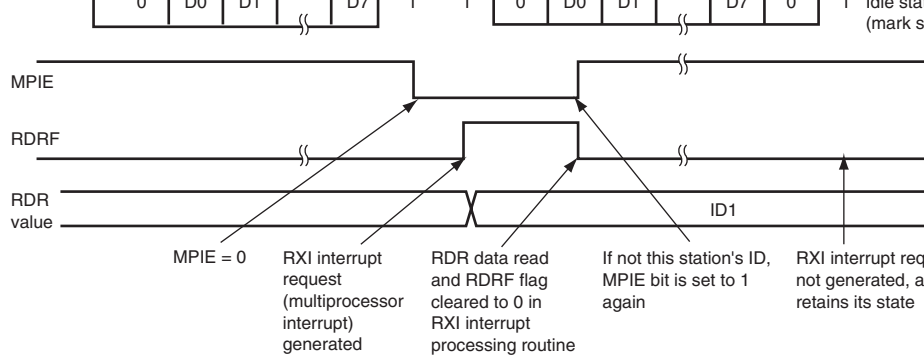 0 D0 D1 D7 1 1 0 D0 D1 D7 0 1 Idle sta
(mark s
MPIE
RDRF
RDR
value
ID1
MPIE = 0
RXI interrupt
request
(multiprocessor
interrupt)
generated
RDR data read
and RDRF flag
cleared to 0 in
RXI interrupt
processing routine
If not this station's ID,
MPIE bit is set to 1
again
RXI interrupt req
not generated, a
retains its state